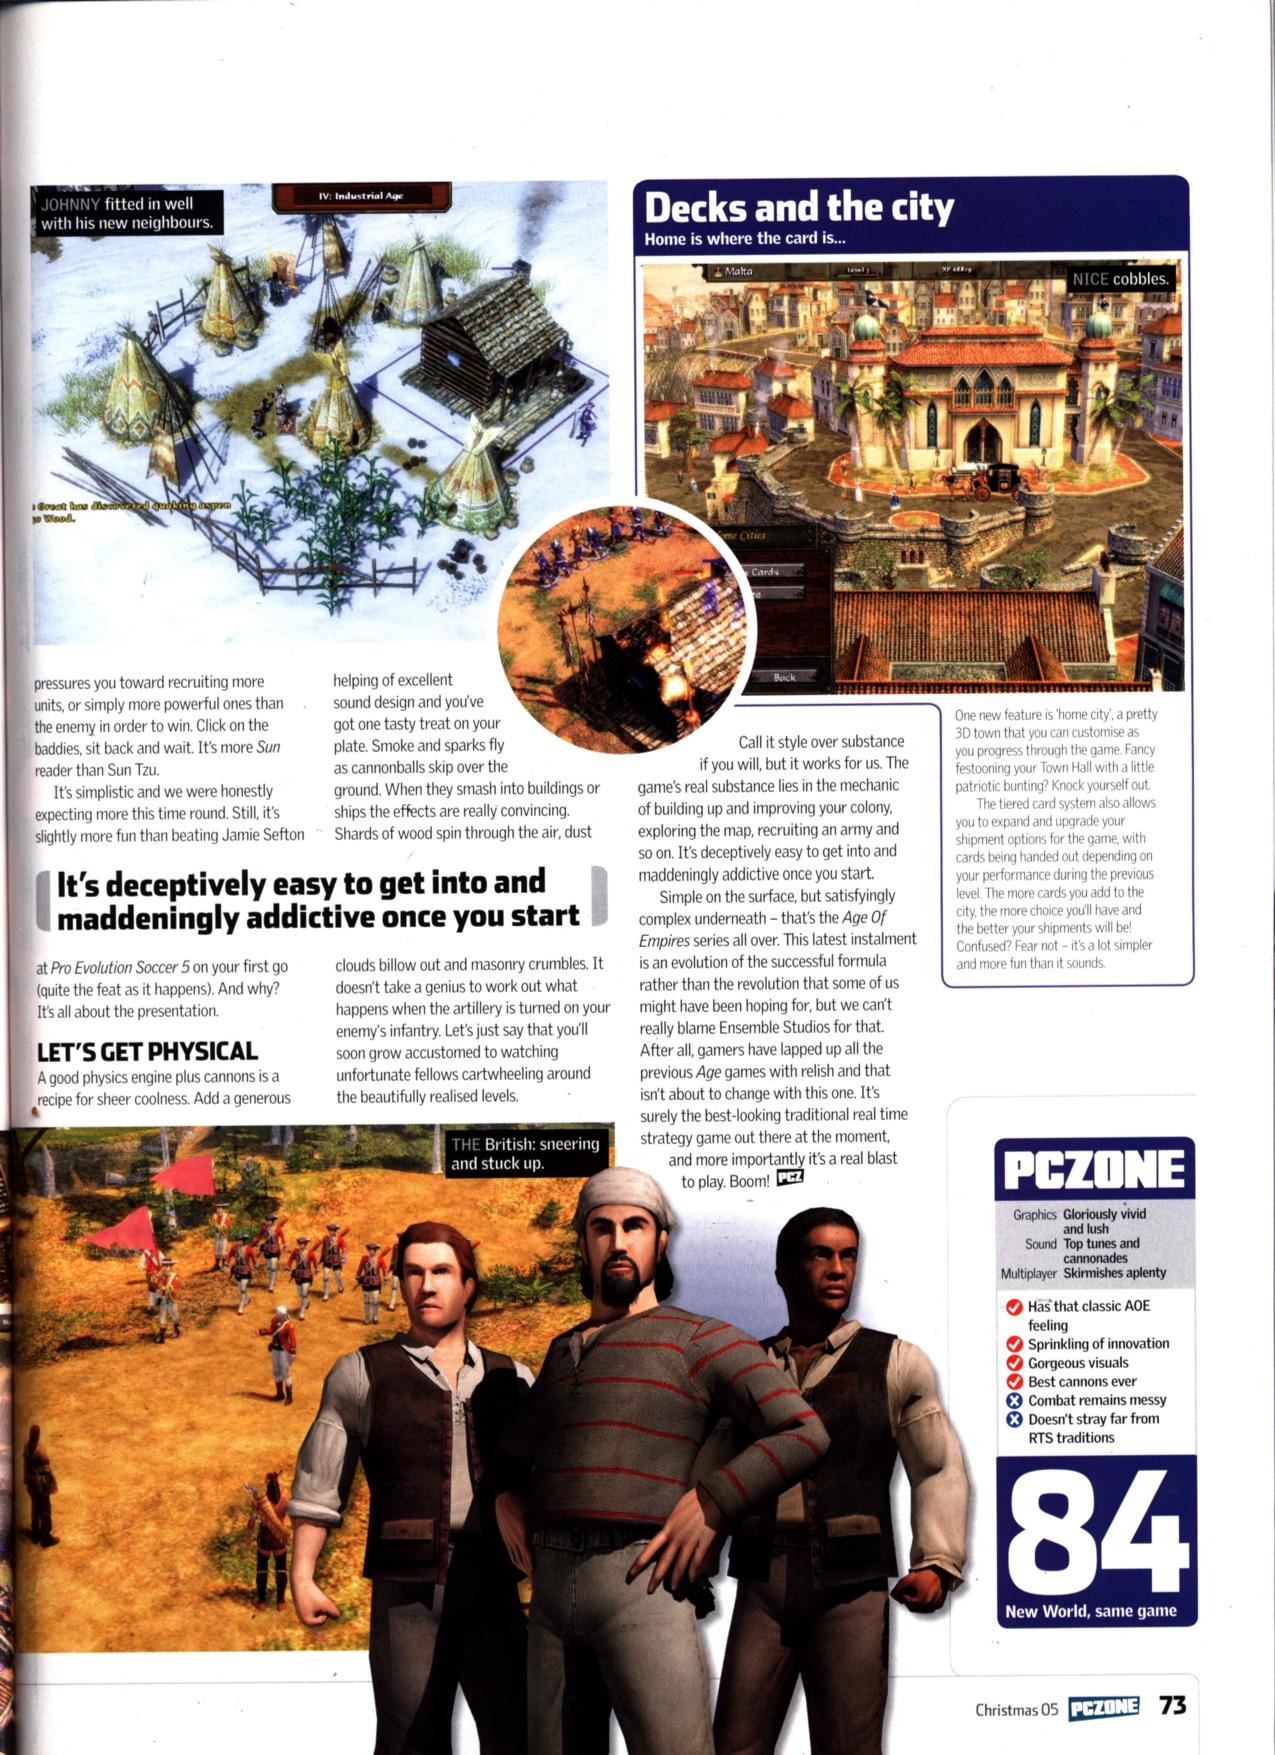 JOHNNY fitted in well
with his new neighbours.
IV: Industrial Age
Great has discovered quaking aspen
Wood.
pressures you toward recruiting more
units, or simply more powerful ones than
the enemy in order to win. Click on the
baddies, sit back and wait. It's more Sun
reader than Sun Tzu.
It's simplistic and we were honestly
expecting more this time round. Still, it's
slightly more fun than beating Jamie Sefton
It's deceptively easy to get into and
maddeningly addictive once you start
at Pro Evolution Soccer 5 on your first go
(quite the feat as it happens). And why?
It's all about the presentation.
LET'S GET PHYSICAL
A good physics engine plus cannons is a
recipe for sheer coolness. Add a generous
helping of excellent
sound design and you've
got one tasty treat on your
plate. Smoke and sparks fly
as cannonballs skip over the
ground. When they smash into buildings or
ships the effects are really convincing.
Shards of wood spin through the air, dust
clouds billow out and masonry crumbles. It
doesn't take a genius to work out what
happens when the artillery is turned on your
enemy's infantry. Let's just say that you'll
soon grow accustomed to watching
unfortunate fellows cartwheeling around
the beautifully realised levels.
Call it style over substance
if you will, but it works for us. The
game's real substance lies in the mechanic
of building up and improving your colony,
exploring the map, recruiting an army and
so on. It's deceptively easy to get into and
maddeningly addictive once you start.
Simple on the surface, but satisfyingly
complex underneath – that's the Age Of
Empires series all over. This latest instalment
is an evolution of the successful formula
rather than the revolution that some of us
might have been hoping for, but we can't
really blame Ensemble Studios for that.
After all, gamers have lapped up all the
previous Age games with relish and that
isn't about to change with this one. It's
surely the best-looking traditional real time
strategy game out there at the moment,
and more importantly it's a real blast
to play. Boom! PCZ
THE British: sneering
and stuck up.
Decks and the city
Home is where the card is...
Malta
Level
XP
NICE cobbles.
Cities
Cards
Back
One new feature is 'home city', a pretty
3D town that you can customise as
you progress through the game. Fancy
festooning your Town Hall with a little
patriotic bunting? Knock yourself out.
The tiered card system also allows
you to expand and upgrade your
shipment options for the game, with
cards being handed out depending on
your performance during the previous
level. The more cards you add to the
city, the more choice you'll have and
the better your shipments will be!
Confused? Fear not – it's a lot simpler
and more fun than it sounds.
PCZONE
Graphics Gloriously vivid
and lush
Sound Top tunes and
cannonades
Multiplayer Skirmishes aplenty
Has that classic AOE
feeling
Sprinkling of innovation
Gorgeous visuals
Best cannons ever
Combat remains messy
Doesn't stray far from
RTS traditions
84
New World, same game
Christmas 05 PCZONE 73